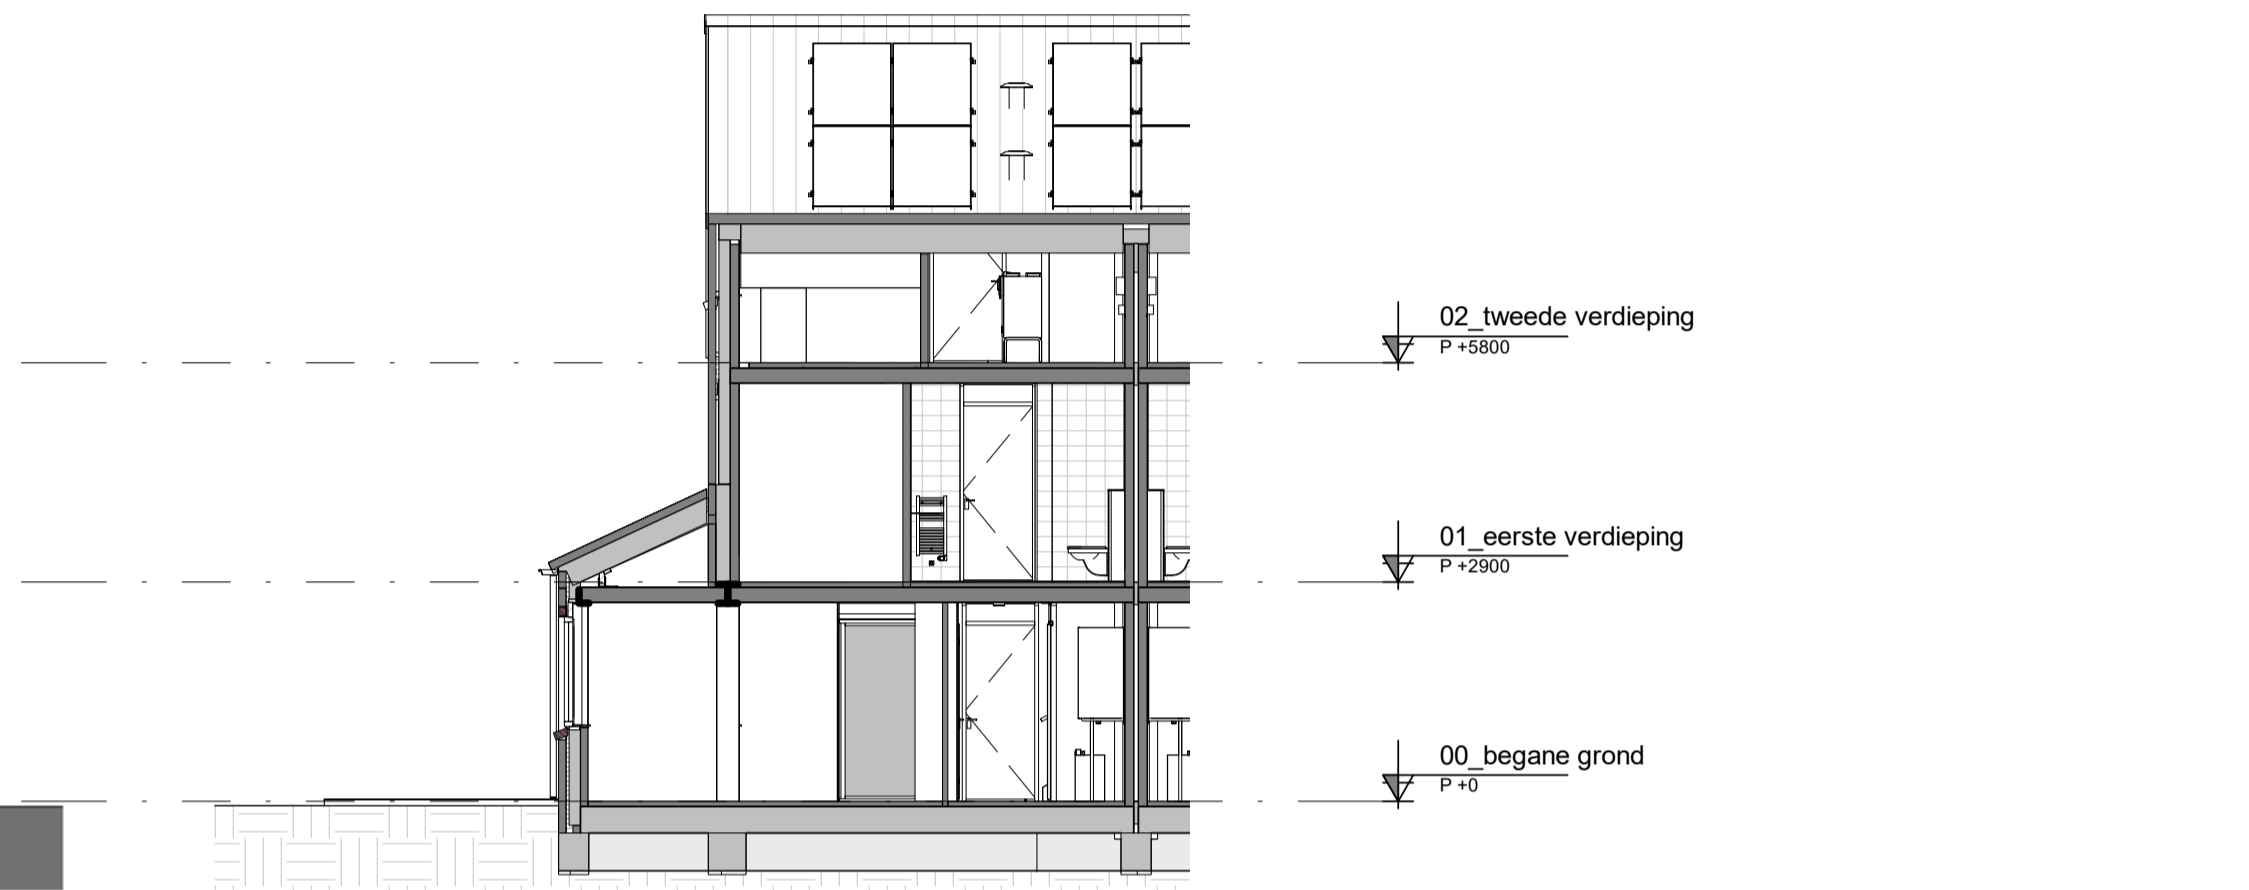 02_tweede verdieping
P +5800
01_eerste verdieping
P +2900
00_begane grond
P +0